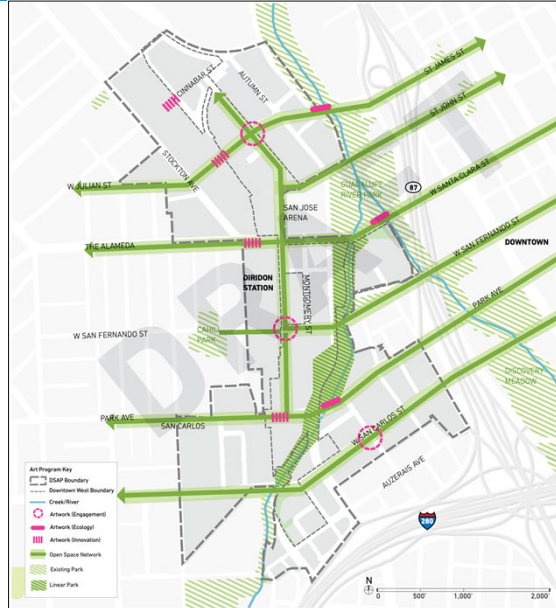 CINNABAR ST
AUTUMN ST
ST JAMES ST
ST JOHN ST
STOCKTON AVE
W JULIAN ST
GUADALUPE
RIVER PARK
87
W SANTA CLARA ST
SAN JOSE
ARENA
W SAN FERNANDO ST
DOWNTOWN
THE ALAMEDA
DIRIDON
STATION
MONTGOMERY ST
PARK AVE
W SAN FERNANDO ST
CAHILL
PARK
DISCOVERY
MEADOW
PARK AVE
SAN CARLOS
W SAN CARLOS ST
AUZERAIS AVE
280
DRAFT
Art Program Key
DSAP Boundary
Downtown West Boundary
Creek/River
Artwork (Engagement)
Artwork (Ecology)
Artwork (Innovation)
Open Space Network
Existing Park
Linear Park
N
0 500' 1,000' 2,000'